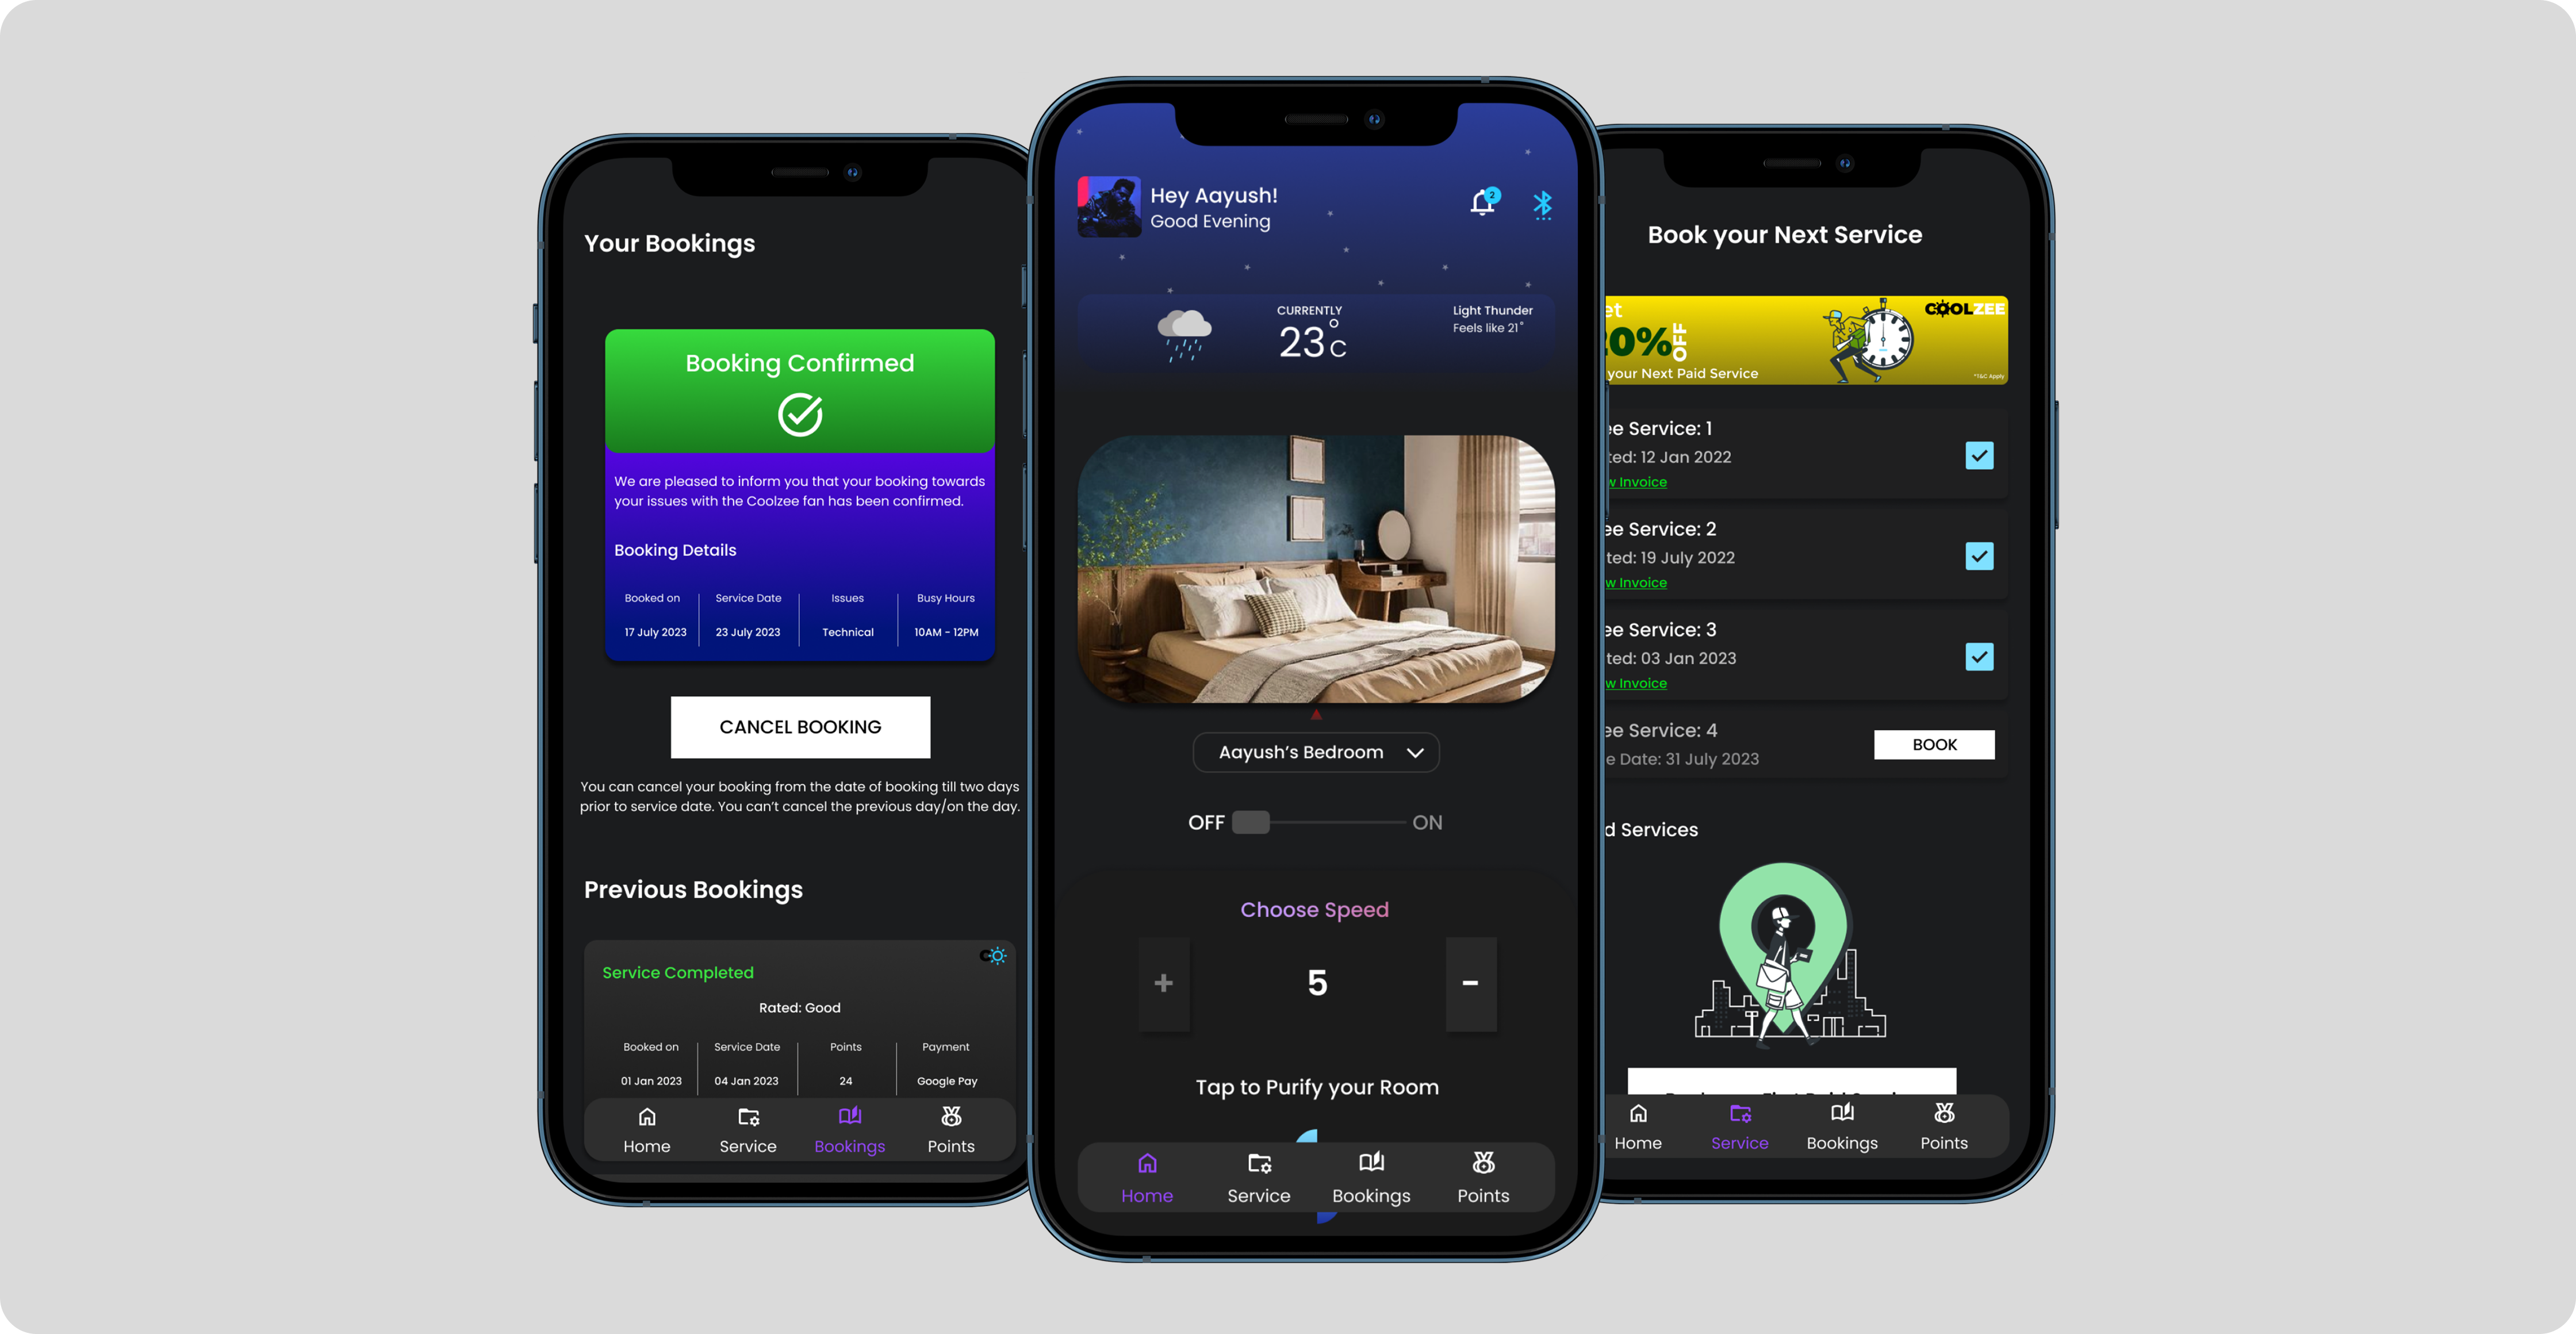 Your Bookings
Booking Confirmed
We are pleased to inform you that your booking towards
your issues with the Coolzee fan has been confirmed.
Booking Details
Booked on Service Date Issues Busy Hours
17 July 2023 23 July 2023 Technical 10AM - 12PM
CANCEL BOOKING
You can cancel your booking from the date of booking till two days
prior to service date. You can't cancel the previous day/on the day.
Previous Bookings
Service Completed
Rated: Good
Booked on Service Date Points Payment
01 Jan 2023 04 Jan 2023 24 Google Pay
Home Service Bookings Points
Hey Aayush!
Good Evening
2
CURRENTLY
23°C
Light Thunder
Feels like 21°
Aayush's Bedroom
OFF ON
Choose Speed
+ 5 -
Tap to Purify your Room
Home Service Bookings Points
Book your Next Service
COOLZEE
0% OFF
your Next Paid Service
*T&C Apply
Service: 1
12 Jan 2022
Invoice
Service: 2
19 July 2022
Invoice
Service: 3
03 Jan 2023
Invoice
Service: 4
Date: 31 July 2023
BOOK
Services
Home Service Bookings Points